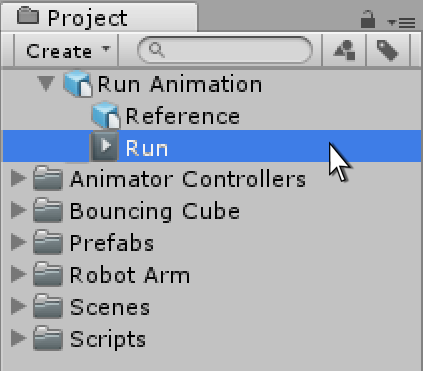 Project
Create
Run Animation
Reference
Run
Animator Controllers
Bouncing Cube
Prefabs
Robot Arm
Scenes
Scripts